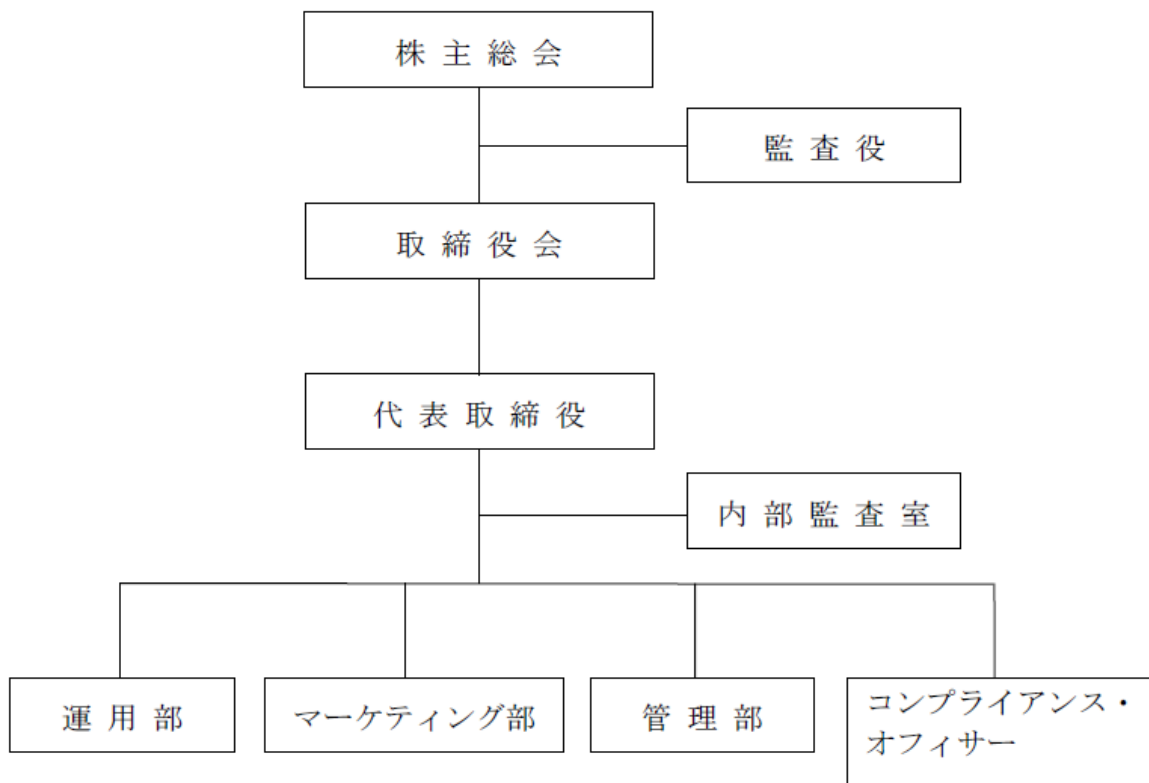 株主総会
監査役
取締役会
代表取締役
内部監査室
運用部
マーケティング部
管理部
コンプライアンス・
オフィサー